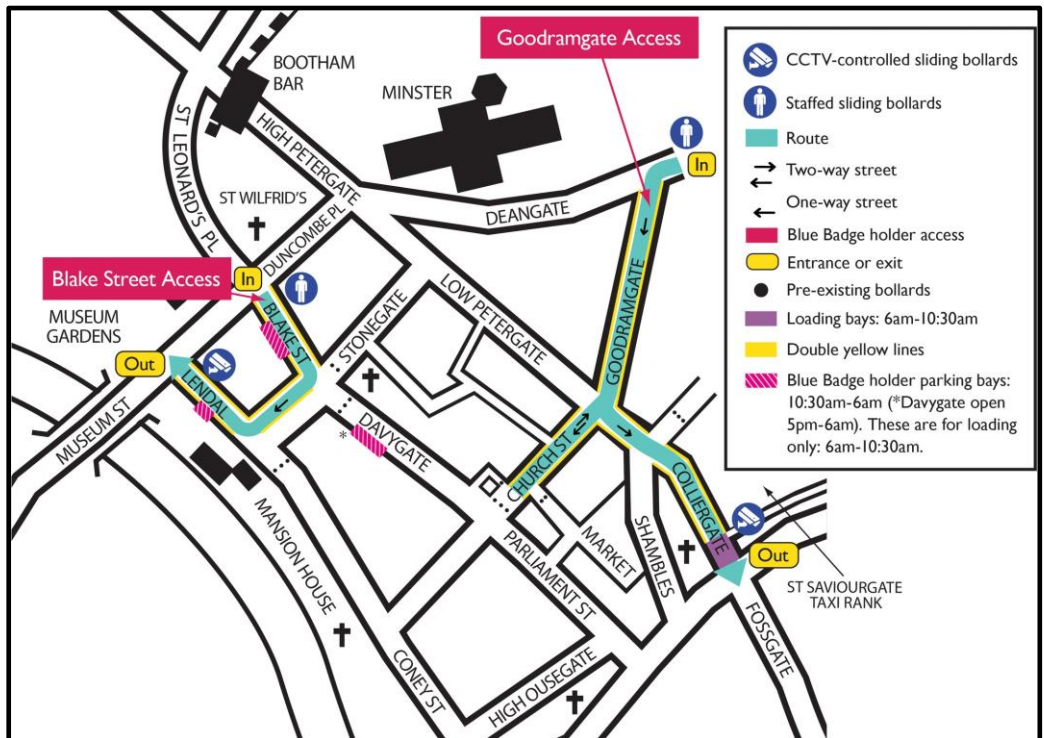 Goodramgate Access
BOOTHAM
BAR
MINSTER
ST LEONARD'S PL
HIGH PETERGATE
ST WILFRID'S
DUNCOMBE PL
DEANGATE
In
Blake Street Access
In
MUSEUM
GARDENS
BLAKE ST
STONEGATE
LOW PETERGATE
GOODRAMGATE
Out
LENDAL
MUSEUM ST
*
DAVYGATE
CHURCH ST
COLLIERGATE
MANSION HOUSE
PARLIAMENT ST
MARKET
SHAMBLES
Out
ST SAVIOURGATE
TAXI RANK
CONEY ST
HIGH OUSEGATE
FOSSGATE
CCTV-controlled sliding bollards
Staffed sliding bollards
Route
Two-way street
One-way street
Blue Badge holder access
Entrance or exit
Pre-existing bollards
Loading bays: 6am-10:30am
Double yellow lines
Blue Badge holder parking bays:
10:30am-6am (*Davygate open
5pm-6am). These are for loading
only: 6am-10:30am.